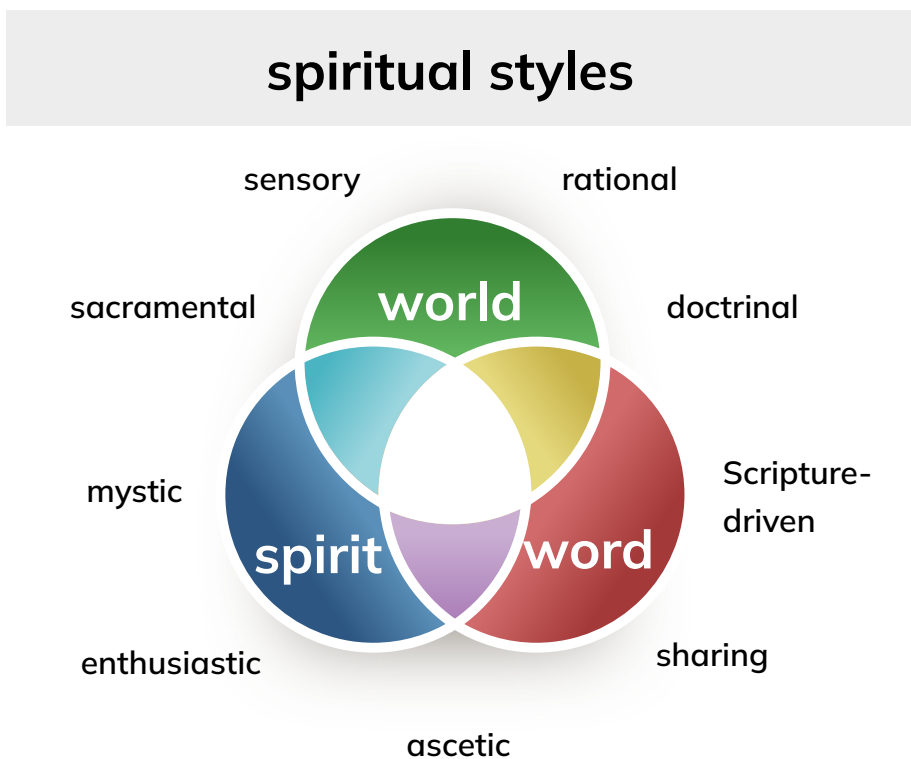 spiritual styles
sensory
rational
sacramental
world
doctrinal
mystic
Scripture-
driven
spirit
word
enthusiastic
sharing
ascetic